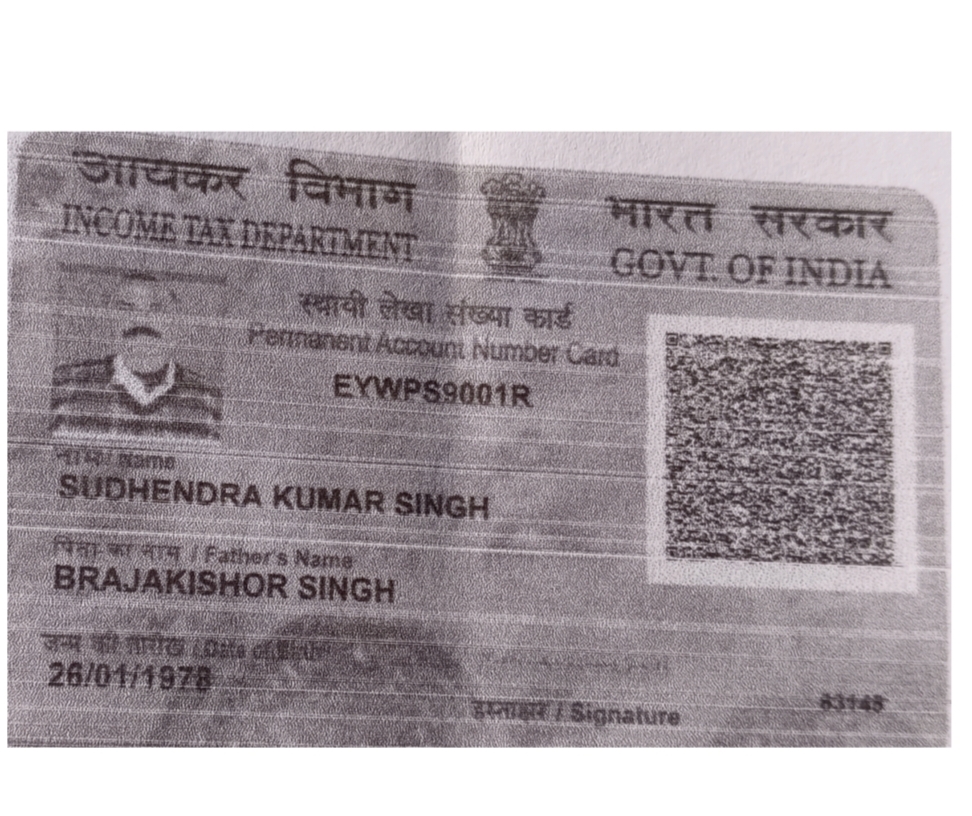 आयकर विभाग
INCOME TAX DEPARTMENT
भारत सरकार
GOVT. OF INDIA
स्थायी लेखा संख्या कार्ड
Permanent Account Number Card
EYWPS9001R
नाम / Name
SUDHENDRA KUMAR SINGH
पिता का नाम / Father's Name
BRAJAKISHOR SINGH
जन्म की तारीख / Date of Birth
26/01/1978
हस्ताक्षर / Signature
83148